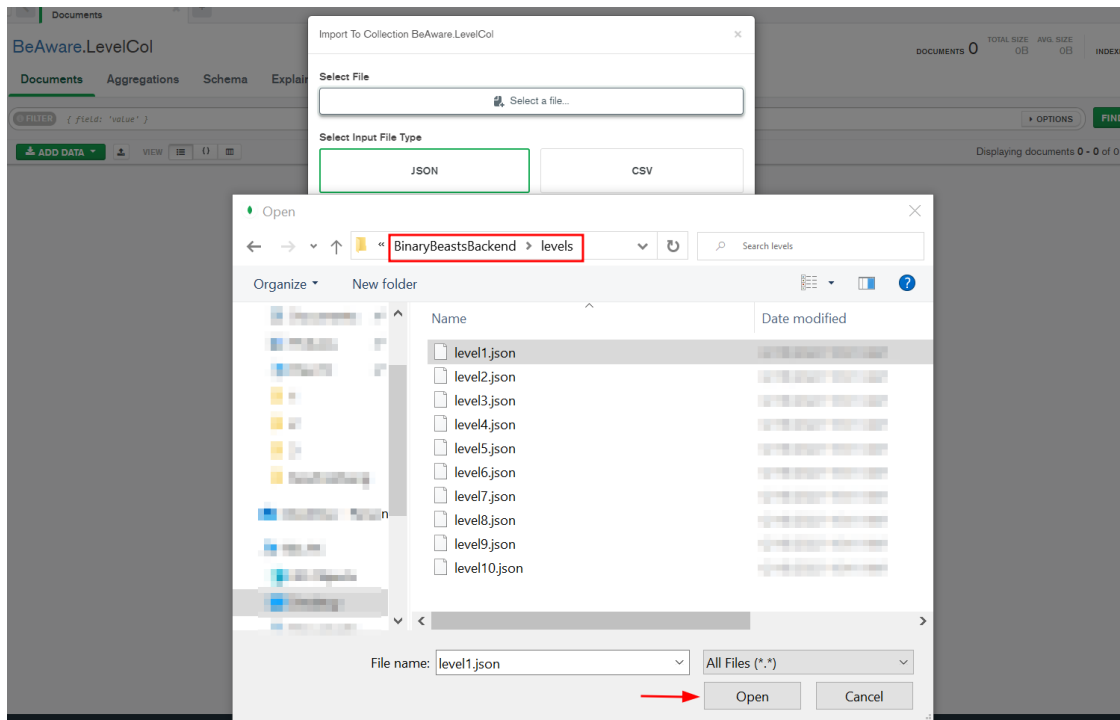 Documents
BeAware.LevelCol
DOCUMENTS 0 TOTAL SIZE 0B AVG. SIZE 0B INDEX
Documents Aggregations Schema Explain
FILTER { field: 'value' } OPTIONS FIND
ADD DATA VIEW Displaying documents 0 - 0 of 0
Import To Collection BeAware.LevelCol
Select File
Select a file...
Select Input File Type
JSON CSV
Open
« BinaryBeastsBackend > levels Search levels
Organize New folder
Name Date modified
level1.json
level2.json
level3.json
level4.json
level5.json
level6.json
level7.json
level8.json
level9.json
level10.json
File name: level1.json All Files (*.*)
Open Cancel